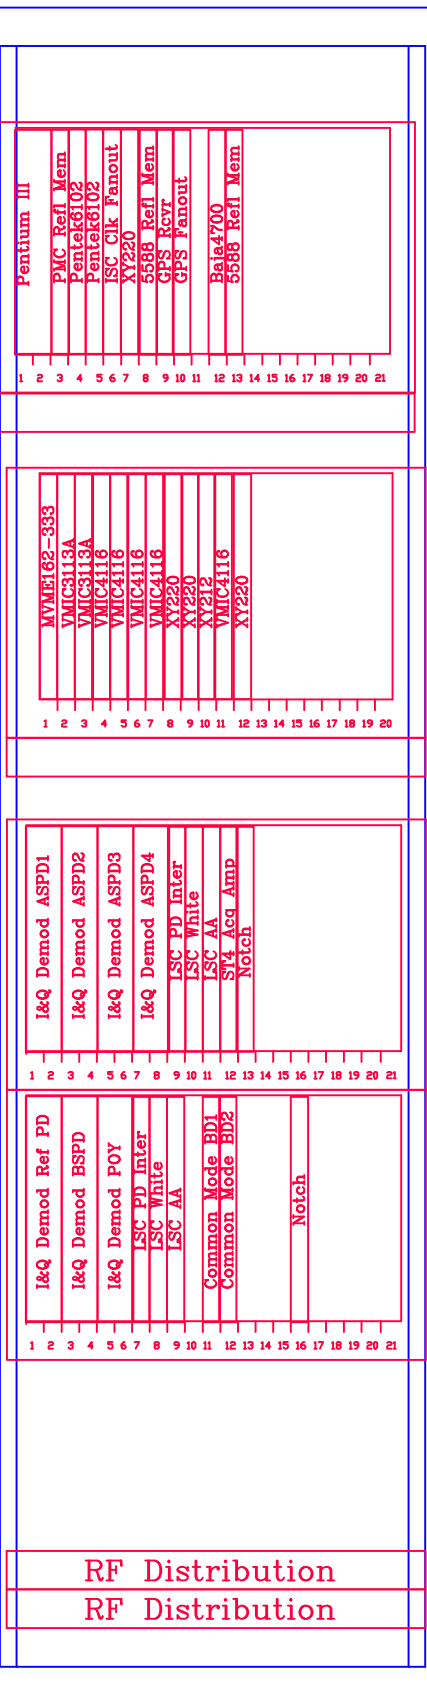 Pentium III
PMC Refl Mem
Pentek6102
Pentek6102
ISC Clk Fanout
XY220
5588 Refl Mem
GPS Rcvr
GPS Fanout
Baja4700
5588 Refl Mem
1 2 3 4 5 6 7 8 9 10 11 12 13 14 15 16 17 18 19 20 21
MVME162-333
VMIC3113A
VMIC3113A
VMIC4116
VMIC4116
VMIC4116
VMIC4116
XY220
XY220
XY212
VMIC4116
XY220
1 2 3 4 5 6 7 8 9 10 11 12 13 14 15 16 17 18 19 20
I&Q Demod ASPD1
I&Q Demod ASPD2
I&Q Demod ASPD3
I&Q Demod ASPD4
LSC PD Inter
LSC White
LSC AA
ST4 Acq Amp
Notch
1 2 3 4 5 6 7 8 9 10 11 12 13 14 15 16 17 18 19 20 21
I&Q Demod Ref PD
I&Q Demod BSPD
I&Q Demod POY
LSC PD Inter
LSC White
LSC AA
Common Mode BD1
Common Mode BD2
Notch
1 2 3 4 5 6 7 8 9 10 11 12 13 14 15 16 17 18 19 20 21
RF Distribution
RF Distribution